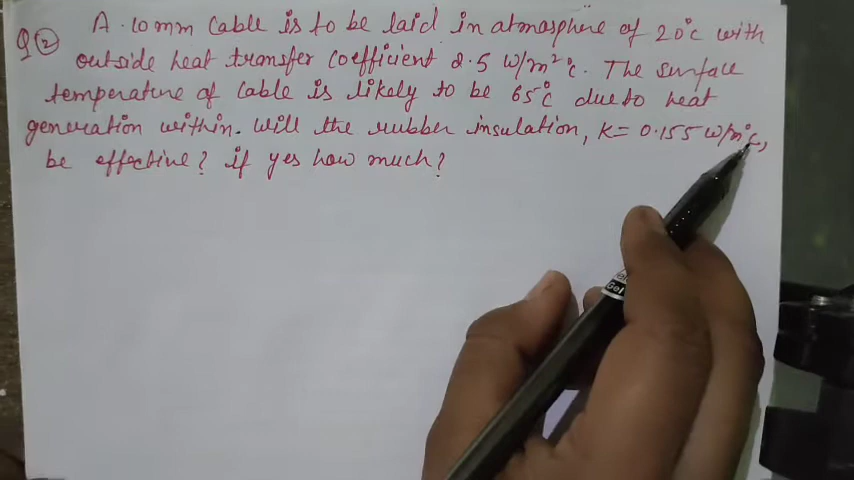 Q② A 10mm cable is to be laid in atmosphere of 20°c with
outside heat transfer coefficient 8.5 W/m²°c. The surface
temperature of cable is likely to be 65°c due to heat
generation within. Will the rubber insulation, K= 0.155 w/m°c,
be effective? if yes how much?
Gel